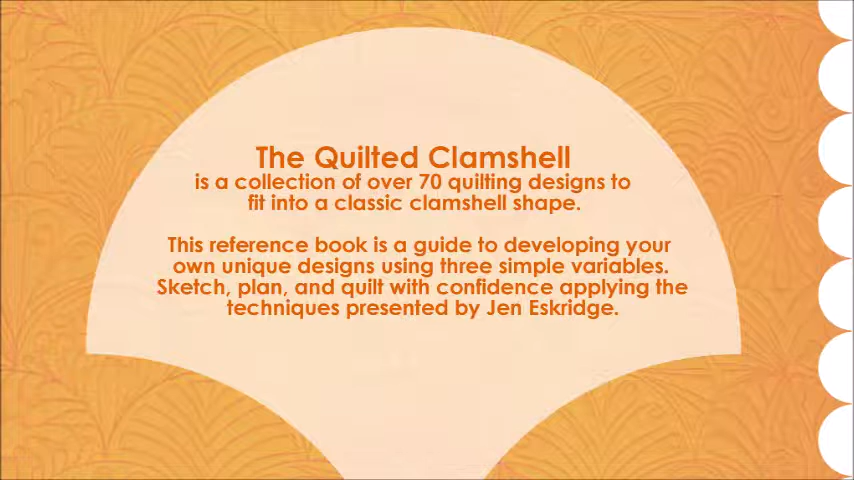 The Quilted Clamshell
is a collection of over 70 quilting designs to
fit into a classic clamshell shape.
This reference book is a guide to developing your
own unique designs using three simple variables.
Sketch, plan, and quilt with confidence applying the
techniques presented by Jen Eskridge.